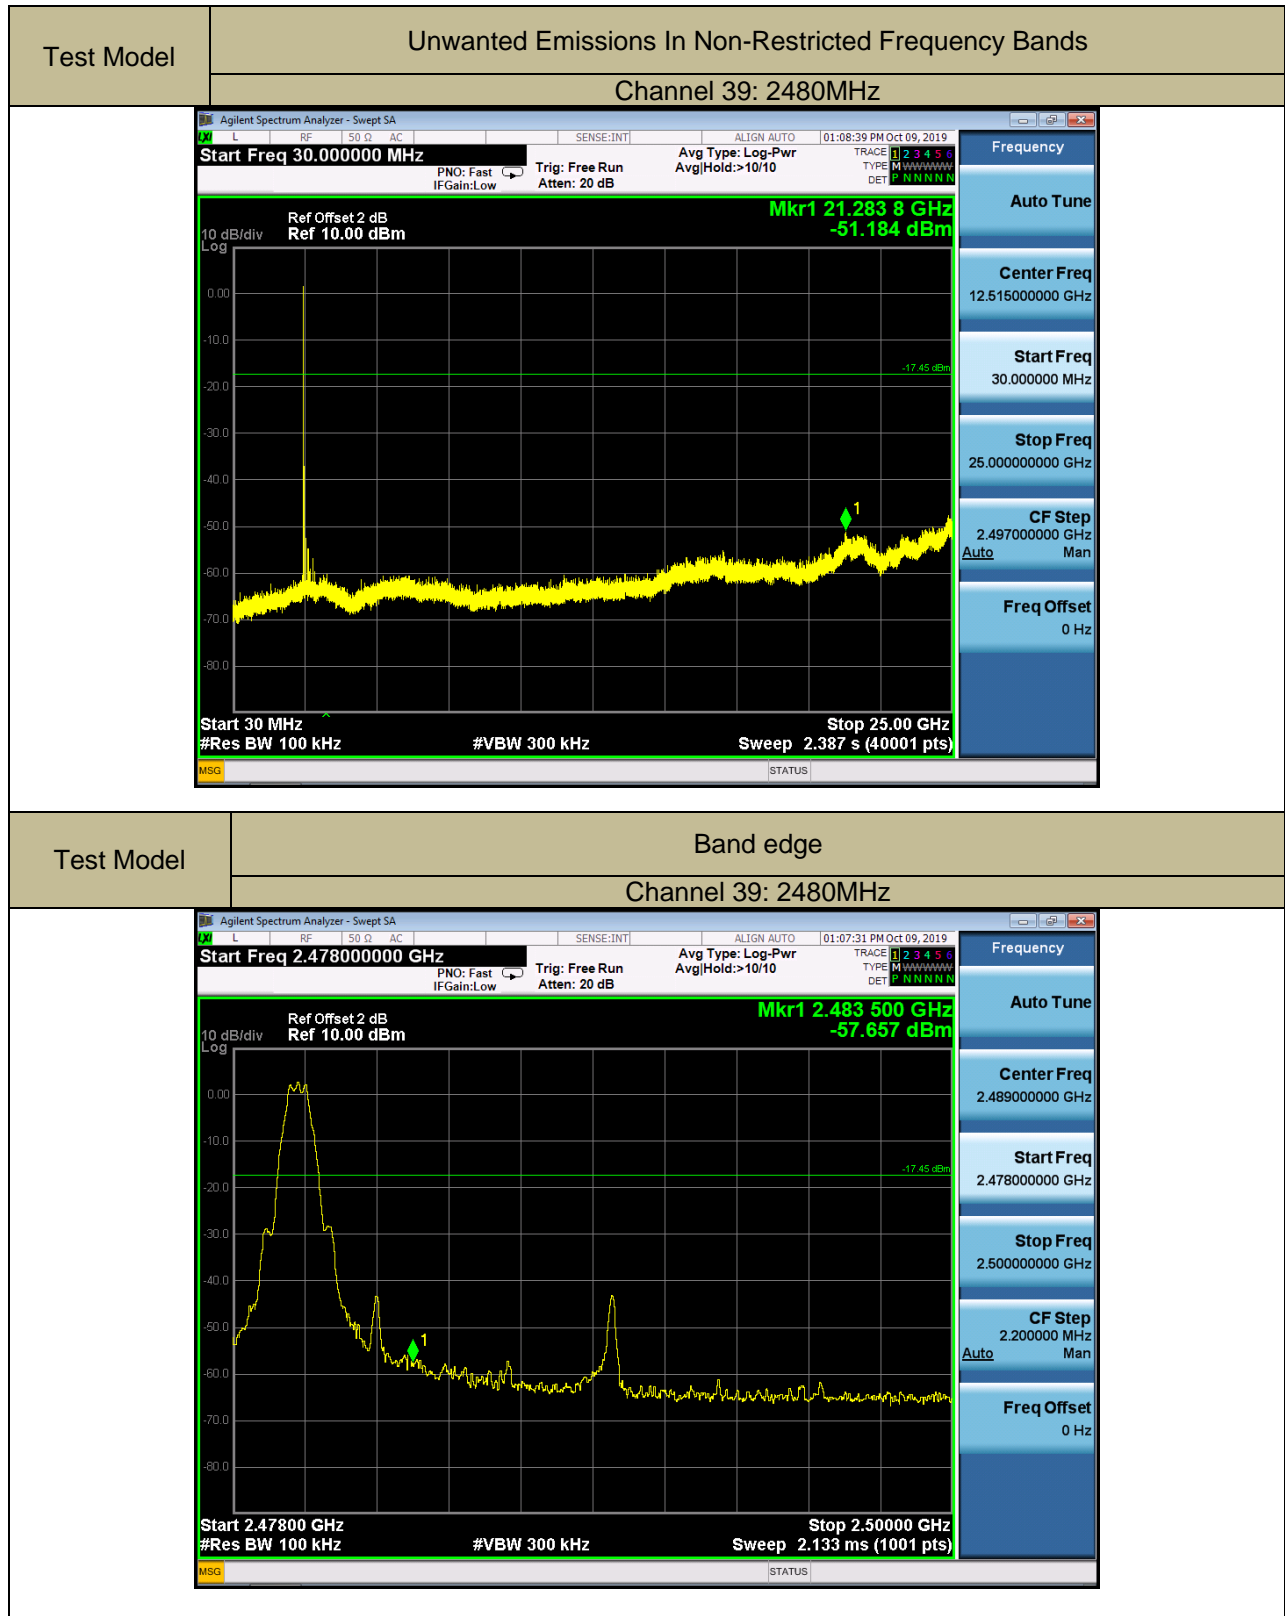 Test Model
Unwanted Emissions In Non-Restricted Frequency Bands
Channel 39: 2480MHz
Agilent Spectrum Analyzer - Swept SA
LXI L RF 50 Ω AC SENSE:INT ALIGN AUTO 01:08:39 PM Oct 09, 2019
Start Freq 30.000000 MHz
PNO: Fast
IFGain:Low
Trig: Free Run
Atten: 20 dB
Avg Type: Log-Pwr
Avg|Hold:>10/10
TRACE 1 2 3 4 5 6
TYPE M WWWWW
DET P N N N N N
Frequency
Auto Tune
Mkr1 21.283 8 GHz
-51.184 dBm
Ref Offset 2 dB
10 dB/div Ref 10.00 dBm
Log
0.00
-10.0
-17.45 dBm
-20.0
-30.0
-40.0
-50.0
-60.0
-70.0
-80.0
1
Center Freq
12.515000000 GHz
Start Freq
30.000000 MHz
Stop Freq
25.000000000 GHz
CF Step
2.497000000 GHz
Auto Man
Freq Offset
0 Hz
Start 30 MHz Stop 25.00 GHz
#Res BW 100 kHz #VBW 300 kHz Sweep 2.387 s (40001 pts)
MSG STATUS
Test Model
Band edge
Channel 39: 2480MHz
Agilent Spectrum Analyzer - Swept SA
LXI L RF 50 Ω AC SENSE:INT ALIGN AUTO 01:07:31 PM Oct 09, 2019
Start Freq 2.478000000 GHz
PNO: Fast
IFGain:Low
Trig: Free Run
Atten: 20 dB
Avg Type: Log-Pwr
Avg|Hold:>10/10
TRACE 1 2 3 4 5 6
TYPE M WWWWW
DET P N N N N N
Frequency
Auto Tune
Mkr1 2.483 500 GHz
-57.657 dBm
Ref Offset 2 dB
10 dB/div Ref 10.00 dBm
Log
0.00
-10.0
-17.45 dBm
-20.0
-30.0
-40.0
-50.0
-60.0
-70.0
-80.0
1
Center Freq
2.489000000 GHz
Start Freq
2.478000000 GHz
Stop Freq
2.500000000 GHz
CF Step
2.200000 MHz
Auto Man
Freq Offset
0 Hz
Start 2.47800 GHz Stop 2.50000 GHz
#Res BW 100 kHz #VBW 300 kHz Sweep 2.133 ms (1001 pts)
MSG STATUS